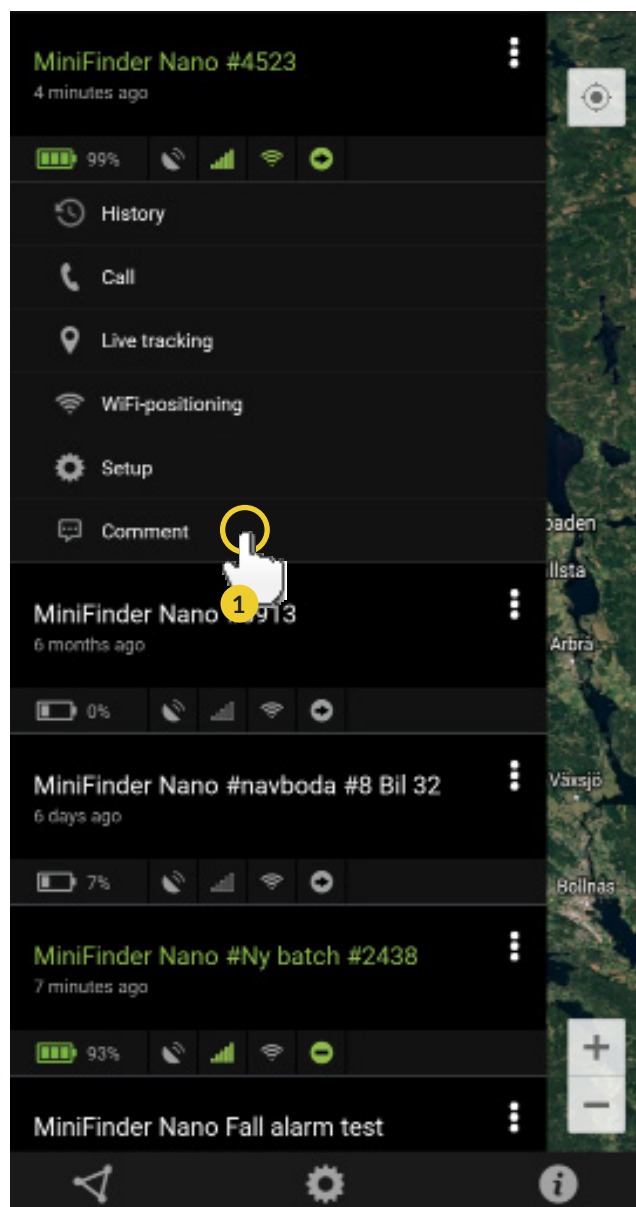 MiniFinder Nano #4523
4 minutes ago
99%
History
Call
Live tracking
WiFi-positioning
Setup
Comment
1
MiniFinder Nano
6 months ago
0%
MiniFinder Nano #navboda #8 Bil 32
6 days ago
7%
MiniFinder Nano #Ny batch #2438
7 minutes ago
93%
MiniFinder Nano Fall alarm test
Arbrå
Växsjö
Bollnäs
+
−
i